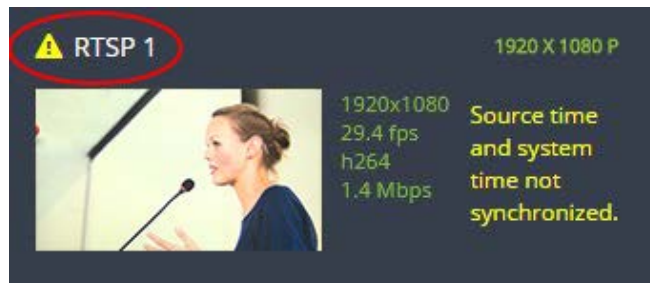 RTSP 1
1920 X 1080 P
1920x1080
29.4 fps
h264
1.4 Mbps
Source time
and system
time not
synchronized.